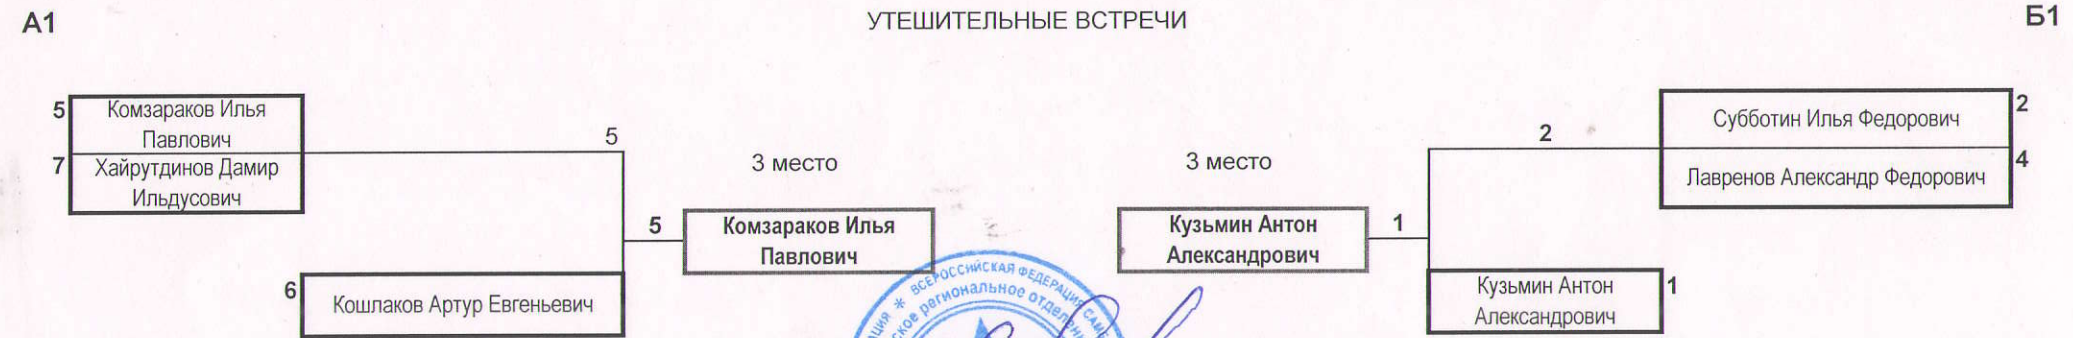 А1
УТЕШИТЕЛЬНЫЕ ВСТРЕЧИ
Б1
5
Комзараков Илья
Павлович
7
Хайрутдинов Дамир
Ильдусович
5
3 место
3 место
2
Субботин Илья Федорович
2
Лавренов Александр Федорович
4
5
Комзараков Илья
Павлович
Кузьмин Антон
Александрович
1
6
Кошлаков Артур Евгеньевич
Кузьмин Антон
Александрович
1
ВСЕРОССИЙСКАЯ ФЕДЕРАЦИЯ
региональное